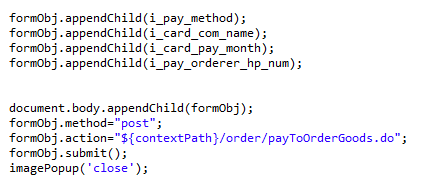 formObj.appendChild(i_pay_method);
formObj.appendChild(i_card_com_name);
formObj.appendChild(i_card_pay_month);
formObj.appendChild(i_pay_orderer_hp_num);
document.body.appendChild(formObj);
formObj.method="post";
formObj.action="${contextPath}/order/payToOrderGoods.do";
formObj.submit();
imagePopup('close');